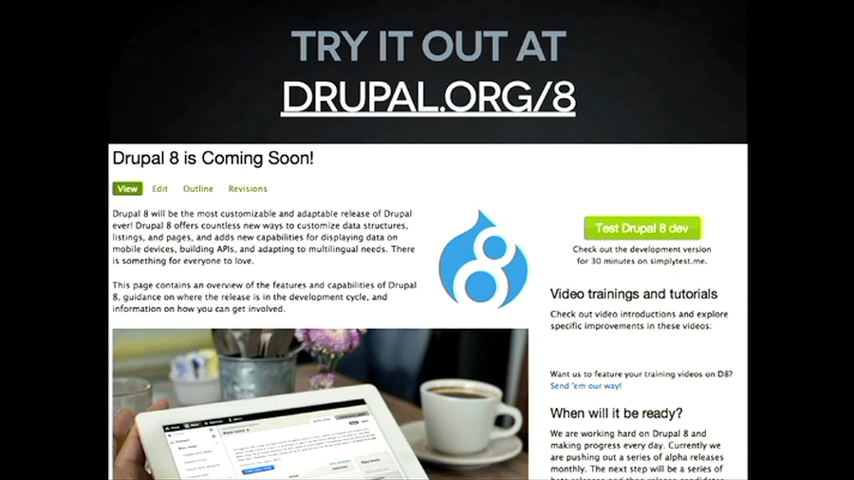 TRY IT OUT AT
DRUPAL.ORG/8
Drupal 8 is Coming Soon!
View Edit Outline Revisions
Drupal 8 will be the most customizable and adaptable release of Drupal
ever! Drupal 8 offers countless new ways to customize data structures,
listings, and pages, and adds new capabilities for displaying data on
mobile devices, building APIs, and adapting to multilingual needs. There
is something for everyone to love.
This page contains an overview of the features and capabilities of Drupal
8, guidance on where the release is in the development cycle, and
information on how you can get involved.
8
Test Drupal 8 dev
Check out the development version
for 30 minutes on simplytest.me.
Video trainings and tutorials
Check out video introductions and explore
specific improvements in these videos:
Want us to feature your training videos on D8?
Send 'em our way!
When will it be ready?
We are working hard on Drupal 8 and
making progress every day. Currently we
are pushing out a series of alpha releases
monthly. The next step will be a series of